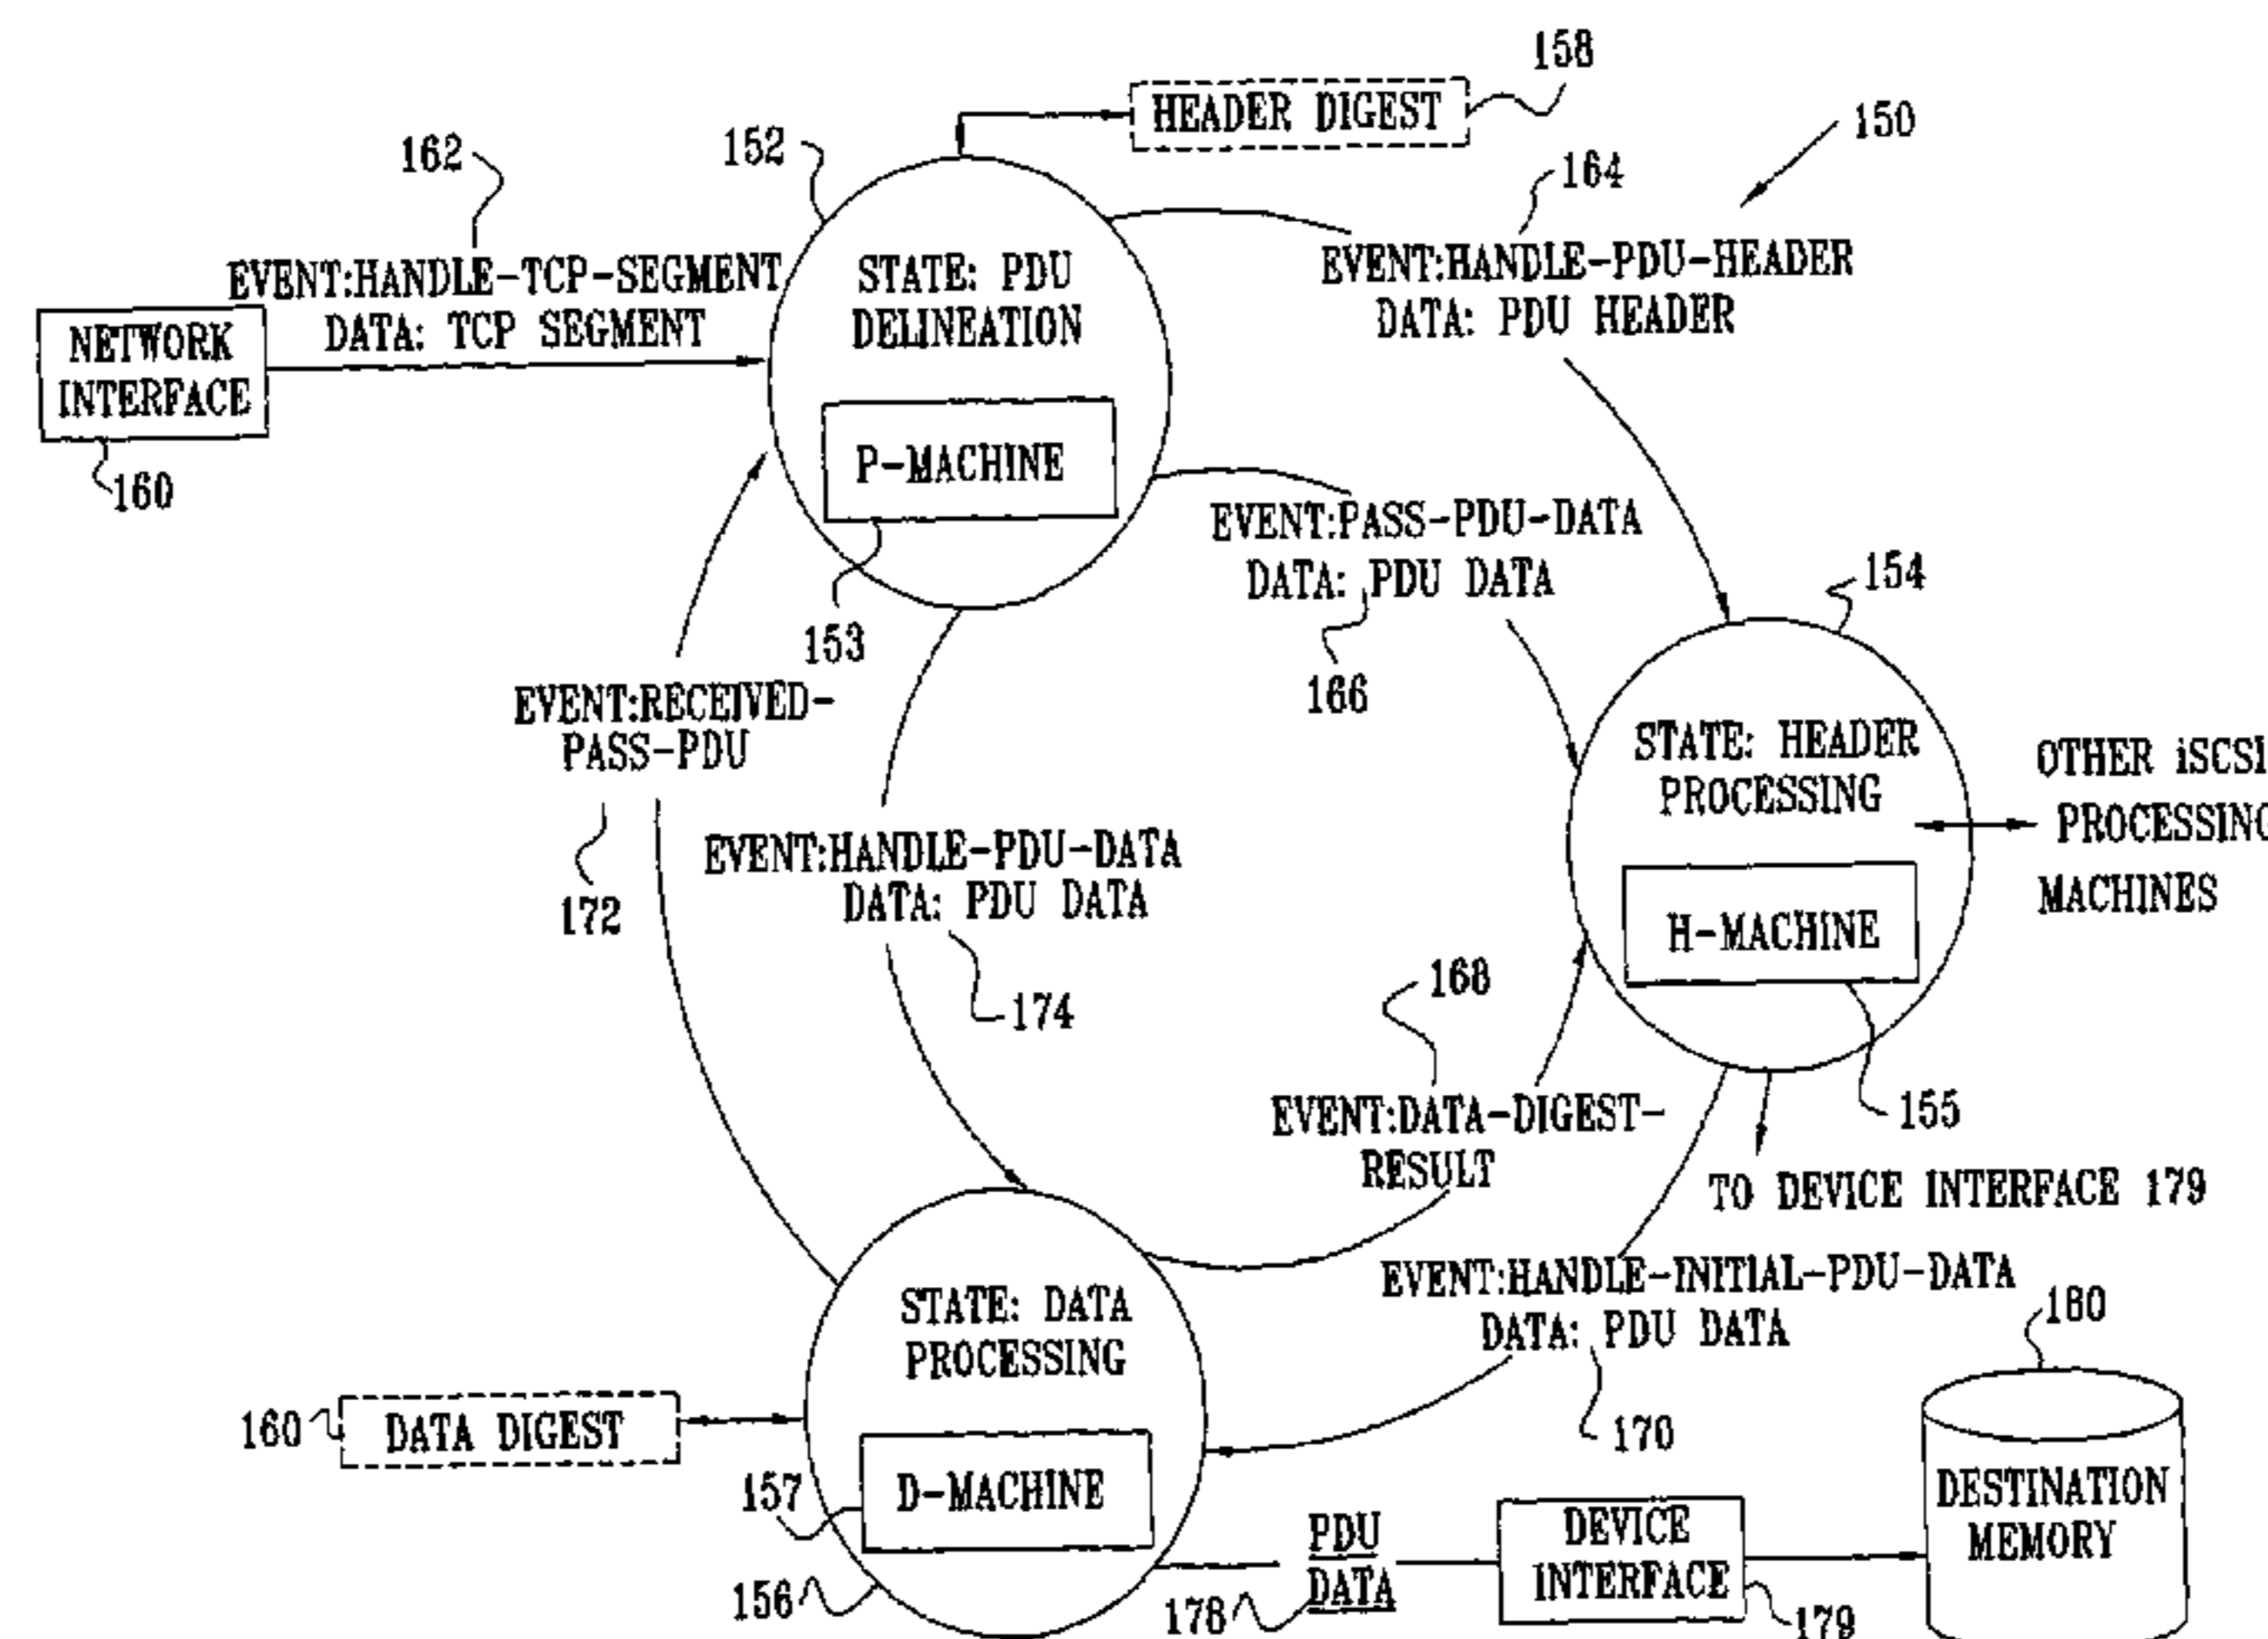 158
HEADER DIGEST
150
162
152
164
EVENT:HANDLE-TCP-SEGMENT
DATA: TCP SEGMENT
STATE: PDU
DELINEATION
EVENT:HANDLE-PDU-HEADER
DATA: PDU HEADER
NETWORK
INTERFACE
160
P-MACHINE
153
EVENT:PASS-PDU-DATA
DATA: PDU DATA
166
154
EVENT:RECEIVED-
PASS-PDU
172
STATE: HEADER
PROCESSING
OTHER iSCSI
PROCESSING
MACHINES
EVENT:HANDLE-PDU-DATA
DATA: PDU DATA
174
H-MACHINE
155
168
EVENT:DATA-DIGEST-
RESULT
TO DEVICE INTERFACE 179
STATE: DATA
PROCESSING
EVENT:HANDLE-INITIAL-PDU-DATA
DATA: PDU DATA
170
180
160
DATA DIGEST
157
D-MACHINE
156
PDU
DATA
178
DEVICE
INTERFACE
179
DESTINATION
MEMORY